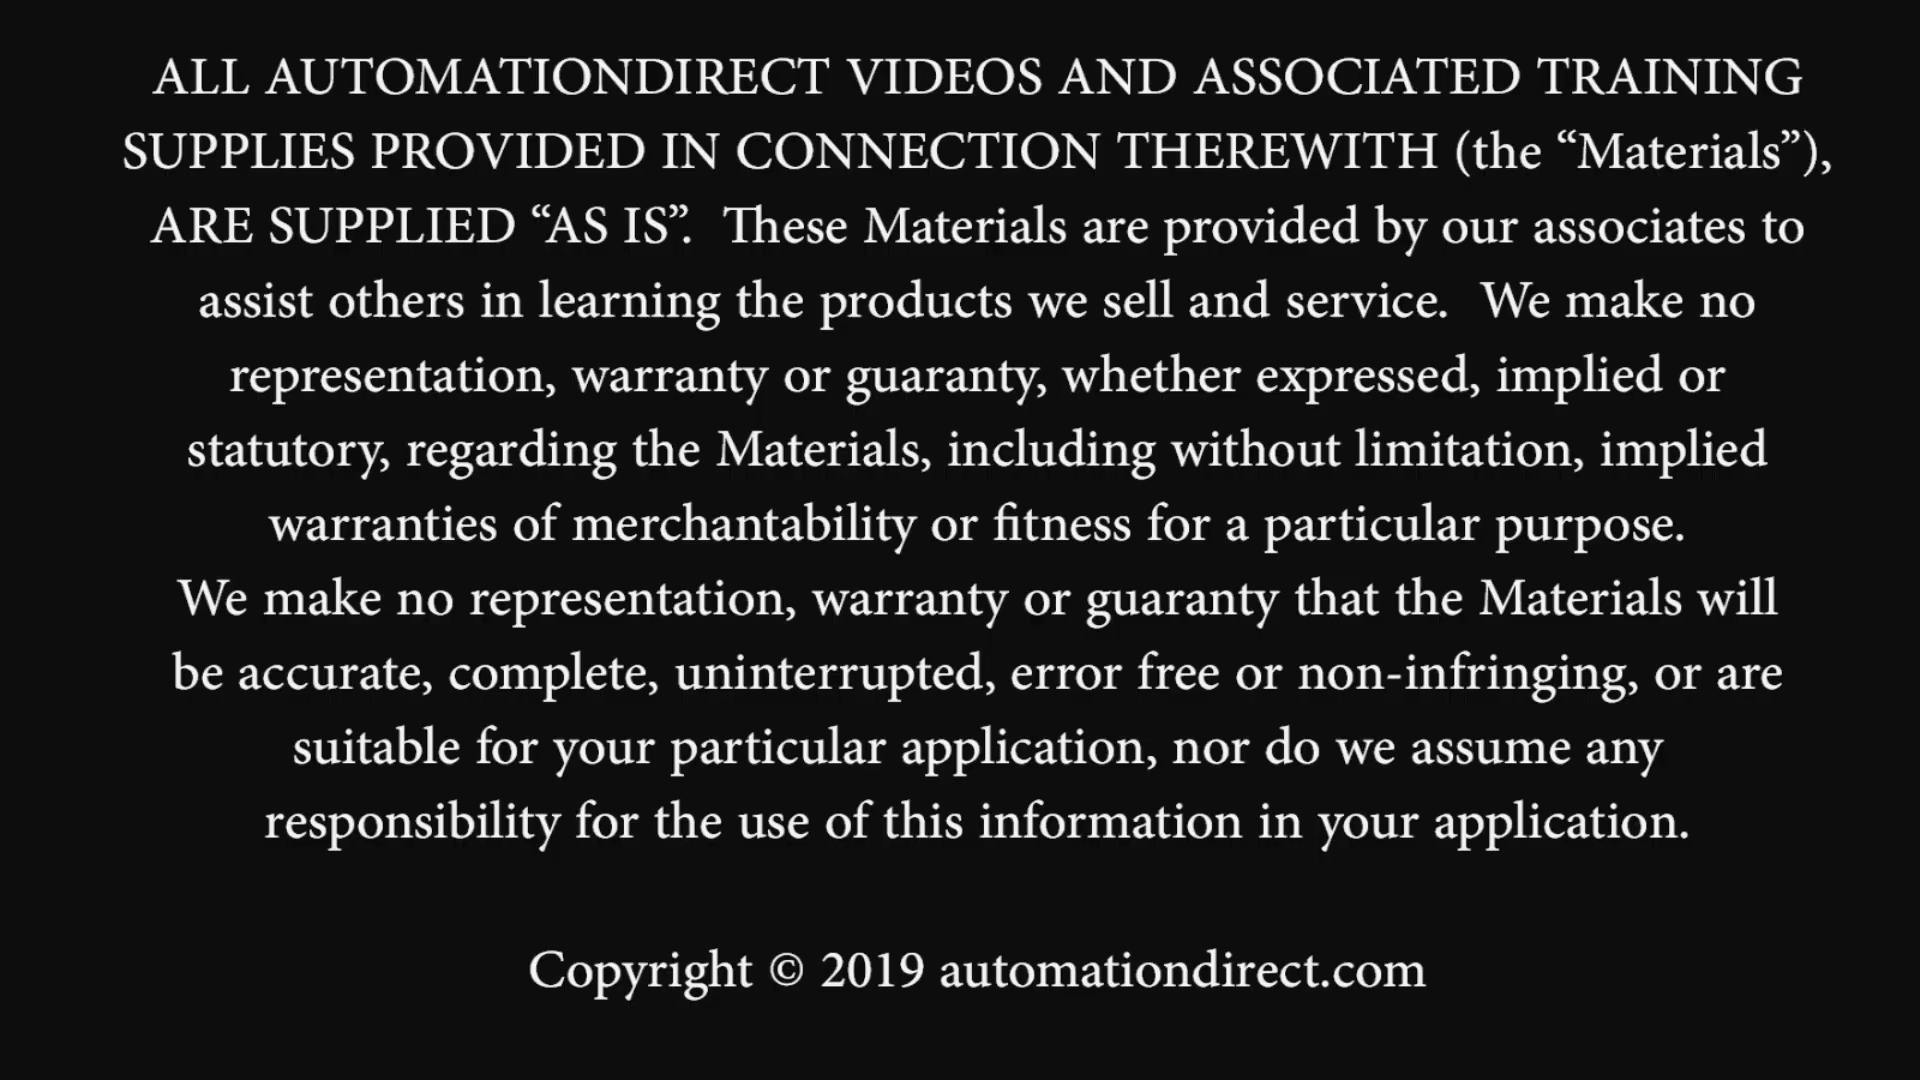 ALL AUTOMATIONDIRECT VIDEOS AND ASSOCIATED TRAINING
SUPPLIES PROVIDED IN CONNECTION THEREWITH (the “Materials”),
ARE SUPPLIED “AS IS”.  These Materials are provided by our associates to
assist others in learning the products we sell and service.  We make no
representation, warranty or guaranty, whether expressed, implied or
statutory, regarding the Materials, including without limitation, implied
warranties of merchantability or fitness for a particular purpose.
We make no representation, warranty or guaranty that the Materials will
be accurate, complete, uninterrupted, error free or non-infringing, or are
suitable for your particular application, nor do we assume any
responsibility for the use of this information in your application.
Copyright © 2019 automationdirect.com